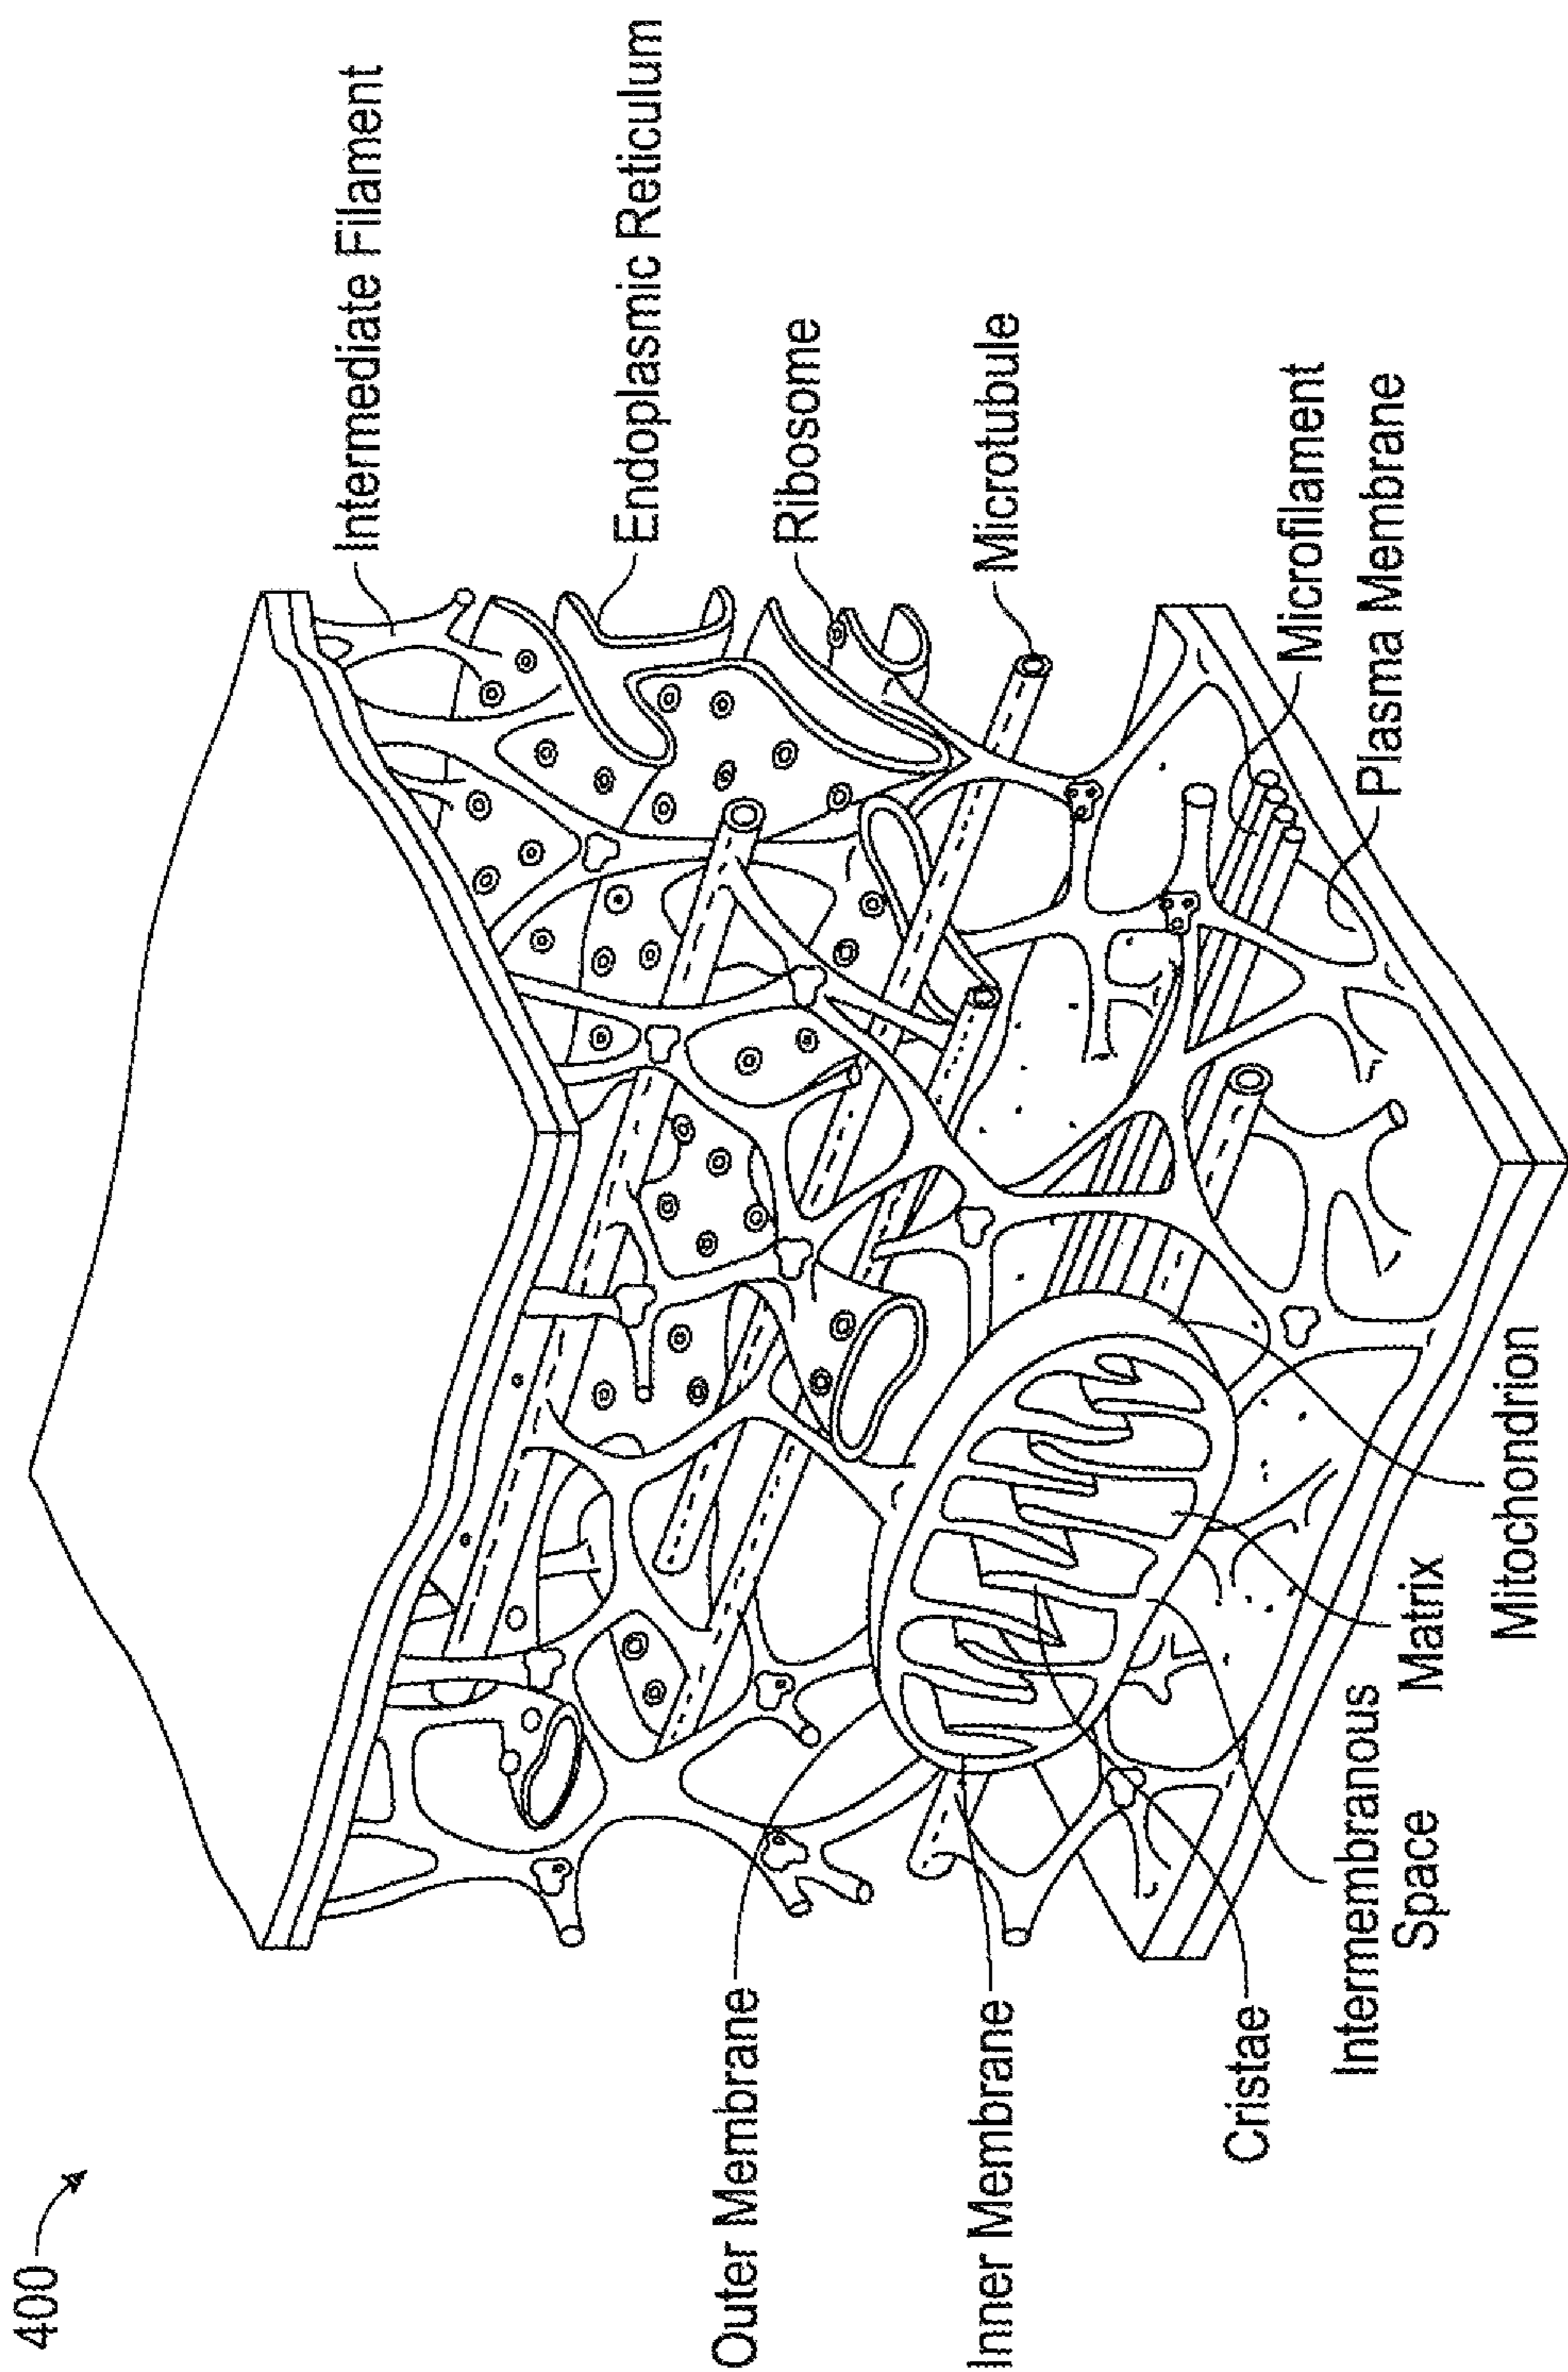 400
Intermediate Filament
Endoplasmic Reticulum
Ribosome
Microtubule
Microfilament
Plasma Membrane
Outer Membrane
Inner Membrane
Cristae
Intermembranous
Space
Matrix
Mitochondrion